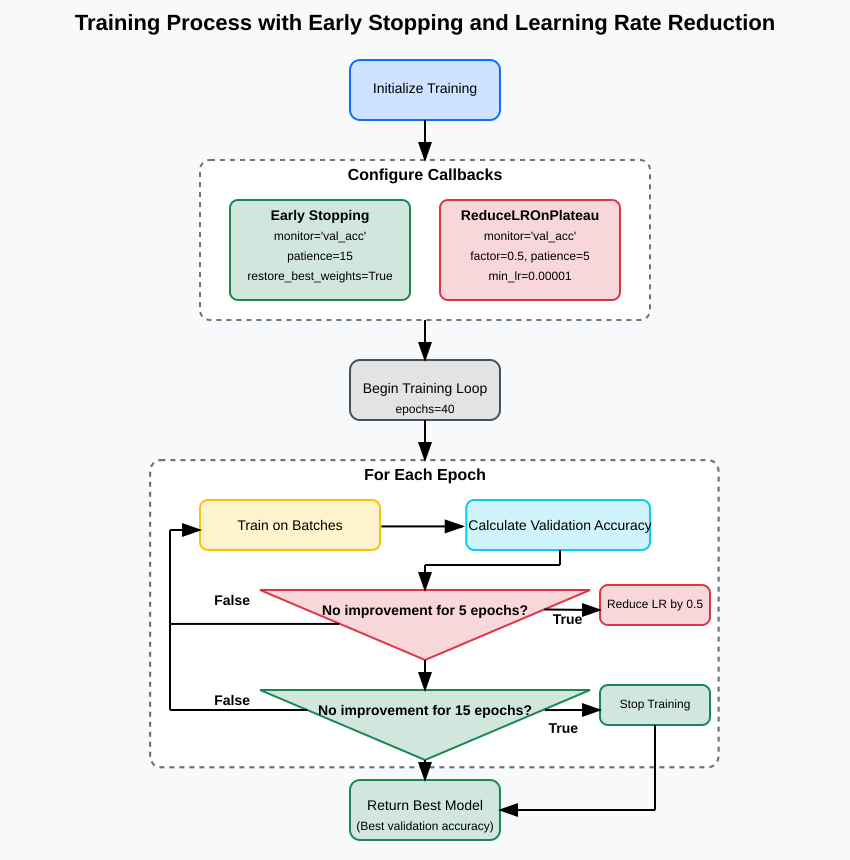 Training Process with Early Stopping and Learning Rate Reduction
Initialize Training
Configure Callbacks
Early Stopping
monitor='val_acc'
patience=15
restore_best_weights=True
ReduceLROnPlateau
monitor='val_acc'
factor=0.5, patience=5
min_lr=0.00001
Begin Training Loop
epochs=40
For Each Epoch
Train on Batches
Calculate Validation Accuracy
False
No improvement for 5 epochs?
True
Reduce LR by 0.5
False
No improvement for 15 epochs?
True
Stop Training
Return Best Model
(Best validation accuracy)